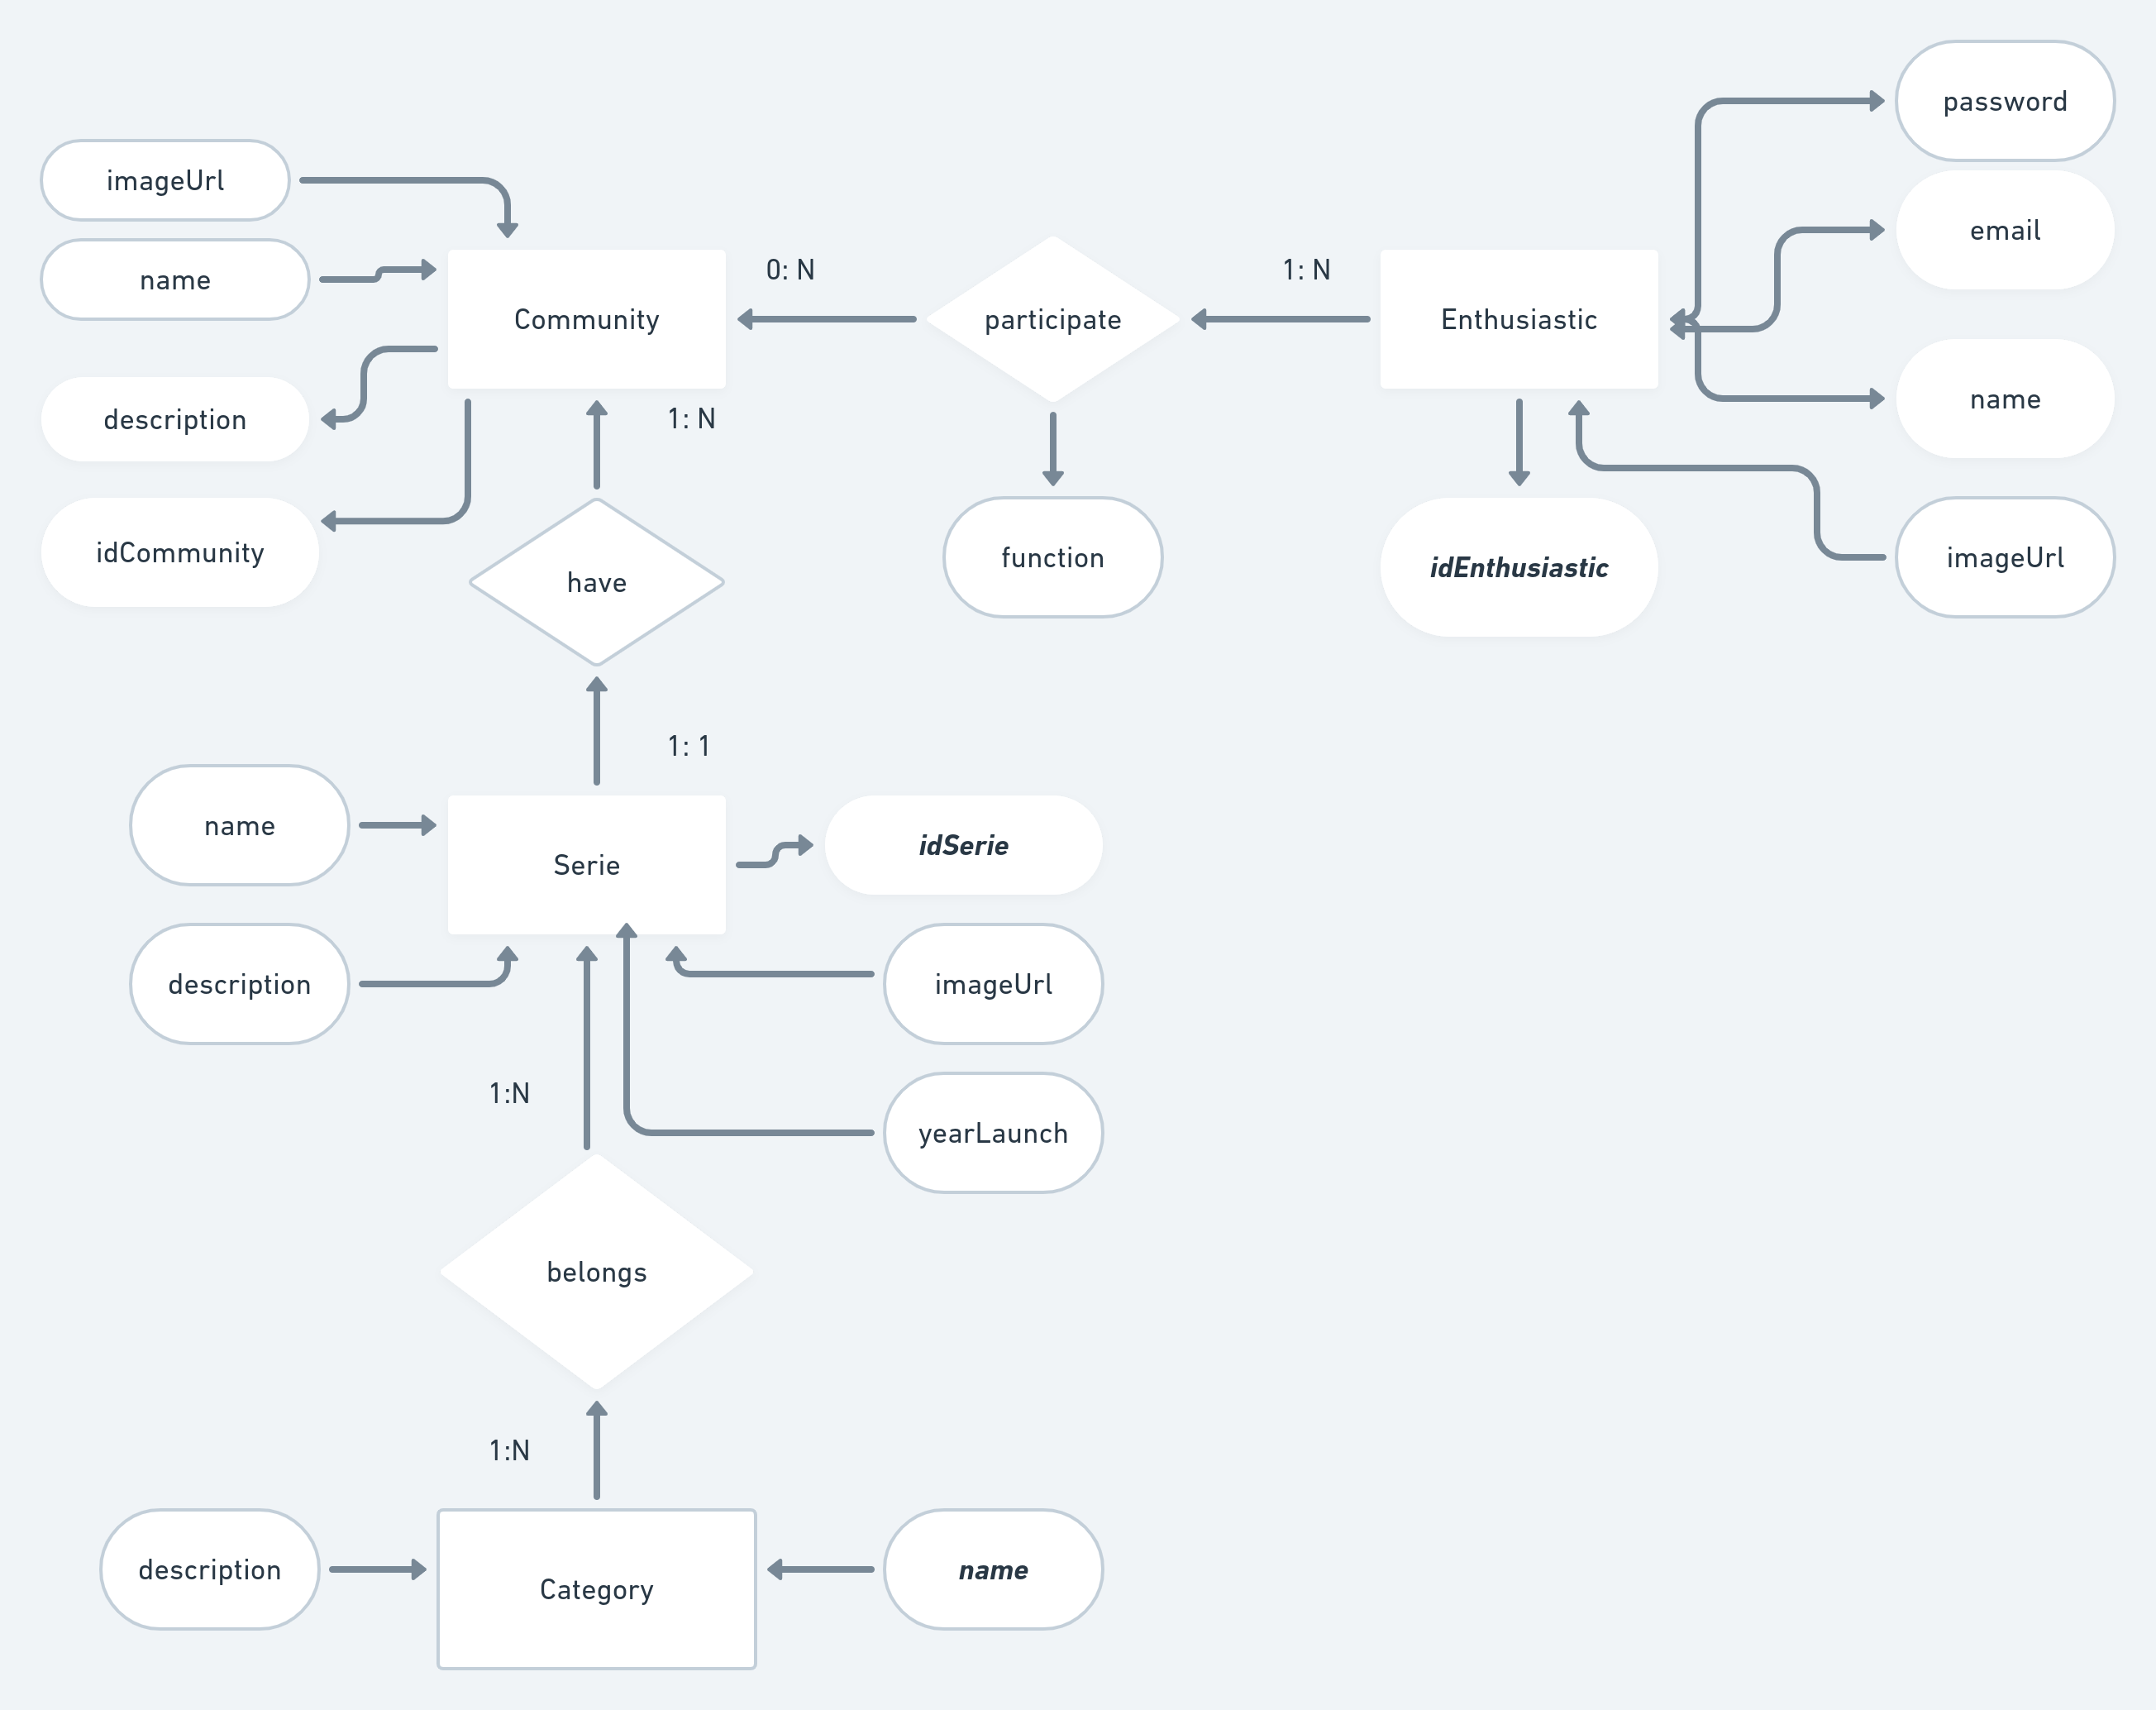 password
imageUrl
email
name
0: N
1: N
Community
participate
Enthusiastic
name
description
1: N
idCommunity
have
function
idEnthusiastic
imageUrl
1: 1
name
Serie
idSerie
description
imageUrl
1:N
yearLaunch
belongs
1:N
description
Category
name